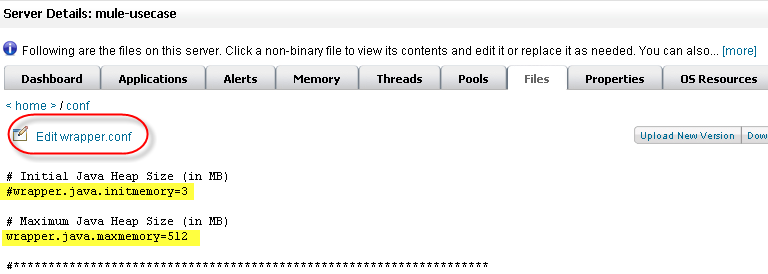 Server Details: mule-usecase
Following are the files on this server. Click a non-binary file to view its contents and edit it or replace it as needed. You can also... [more]
Dashboard Applications Alerts Memory Threads Pools Files Properties OS Resources
< home > / conf
Edit wrapper.conf
Upload New Version Dow
# Initial Java Heap Size (in MB)
#wrapper.java.initmemory=3
# Maximum Java Heap Size (in MB)
wrapper.java.maxmemory=512
#********************************************************************